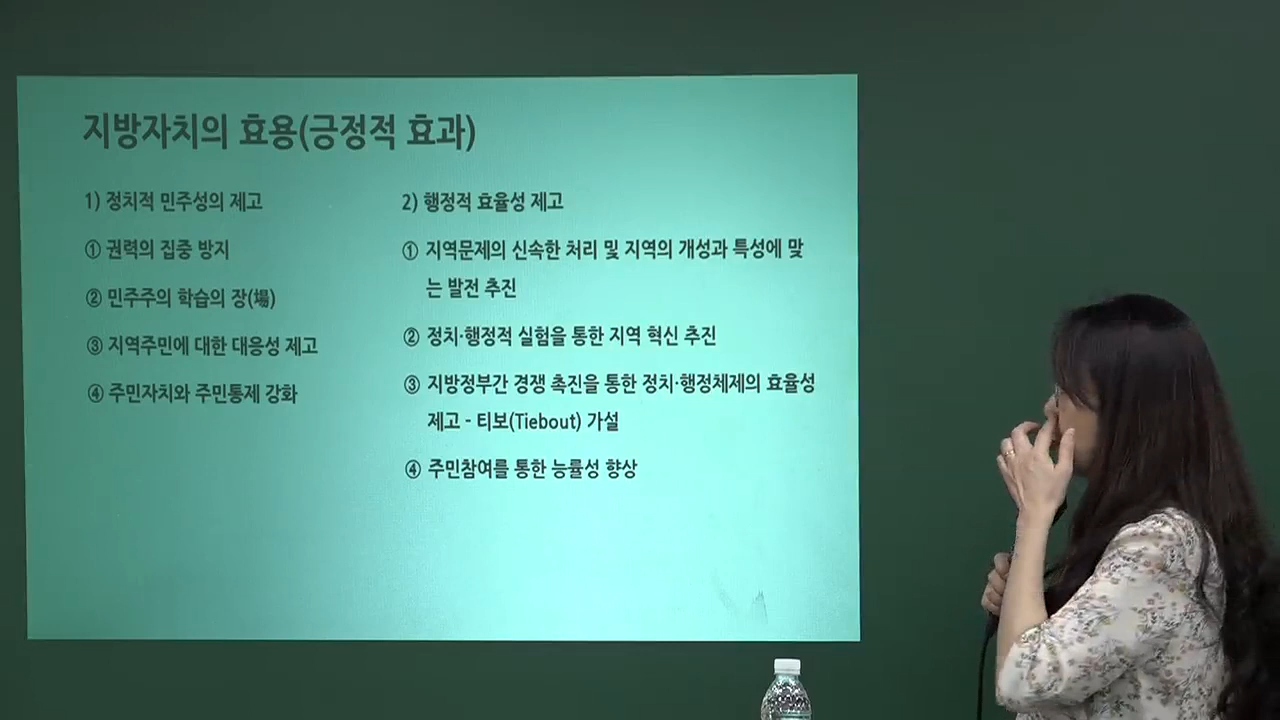 지방자치의 효용(긍정적 효과)
1) 정치적 민주성의 제고
① 권력의 집중 방지
② 민주주의 학습의 장(場)
③ 지역주민에 대한 대응성 제고
④ 주민자치와 주민통제 강화
2) 행정적 효율성 제고
① 지역문제의 신속한 처리 및 지역의 개성과 특성에 맞
는 발전 추진
② 정치·행정적 실험을 통한 지역 혁신 추진
③ 지방정부간 경쟁 촉진을 통한 정치·행정체제의 효율성
제고 - 티보(Tiebout) 가설
④ 주민참여를 통한 능률성 향상